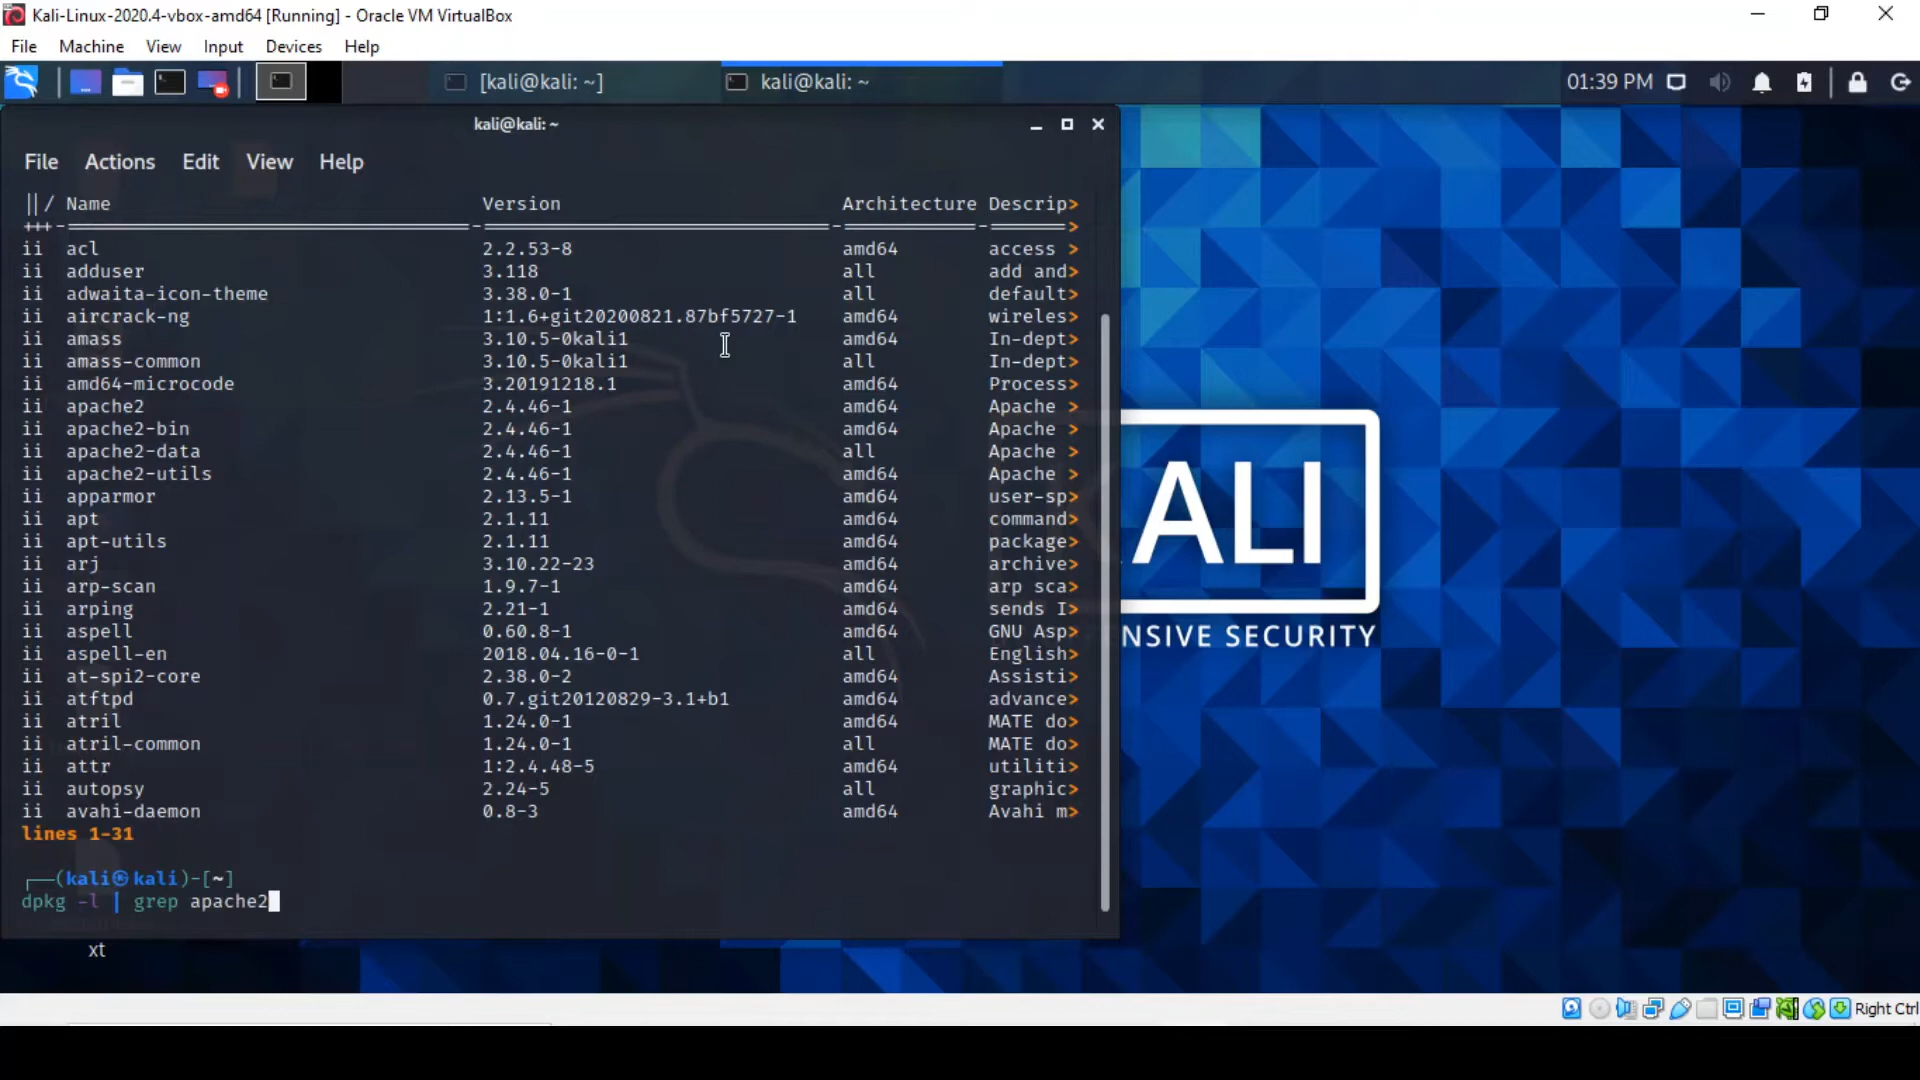 Kali-Linux-2020.4-vbox-amd64 [Running] - Oracle VM VirtualBox
File Machine View Input Devices Help
[kali@kali: ~] kali@kali: ~ 01:39 PM
kali@kali: ~
File Actions Edit View Help
||/ Name Version Architecture Descrip>
+++-====================================-================================-============-=======>
ii acl 2.2.53-8 amd64 access >
ii adduser 3.118 all add and>
ii adwaita-icon-theme 3.38.0-1 all default>
ii aircrack-ng 1:1.6+git20200821.87bf5727-1 amd64 wireles>
ii amass 3.10.5-0kali1 amd64 In-dept>
ii amass-common 3.10.5-0kali1 all In-dept>
ii amd64-microcode 3.20191218.1 amd64 Process>
ii apache2 2.4.46-1 amd64 Apache >
ii apache2-bin 2.4.46-1 amd64 Apache >
ii apache2-data 2.4.46-1 all Apache >
ii apache2-utils 2.4.46-1 amd64 Apache >
ii apparmor 2.13.5-1 amd64 user-sp>
ii apt 2.1.11 amd64 command>
ii apt-utils 2.1.11 amd64 package>
ii arj 3.10.22-23 amd64 archive>
ii arp-scan 1.9.7-1 amd64 arp sca>
ii arping 2.21-1 amd64 sends I>
ii aspell 0.60.8-1 amd64 GNU Asp>
ii aspell-en 2018.04.16-0-1 all English>
ii at-spi2-core 2.38.0-2 amd64 Assisti>
ii atftpd 0.7.git20120829-3.1+b1 amd64 advance>
ii atril 1.24.0-1 amd64 MATE do>
ii atril-common 1.24.0-1 all MATE do>
ii attr 1:2.4.48-5 amd64 utiliti>
ii autopsy 2.24-5 all graphic>
ii avahi-daemon 0.8-3 amd64 Avahi m>
lines 1-31
┌──(kali㉿kali)-[~]
dpkg -l | grep apache2
xt
ALI
NSIVE SECURITY
Right Ctrl